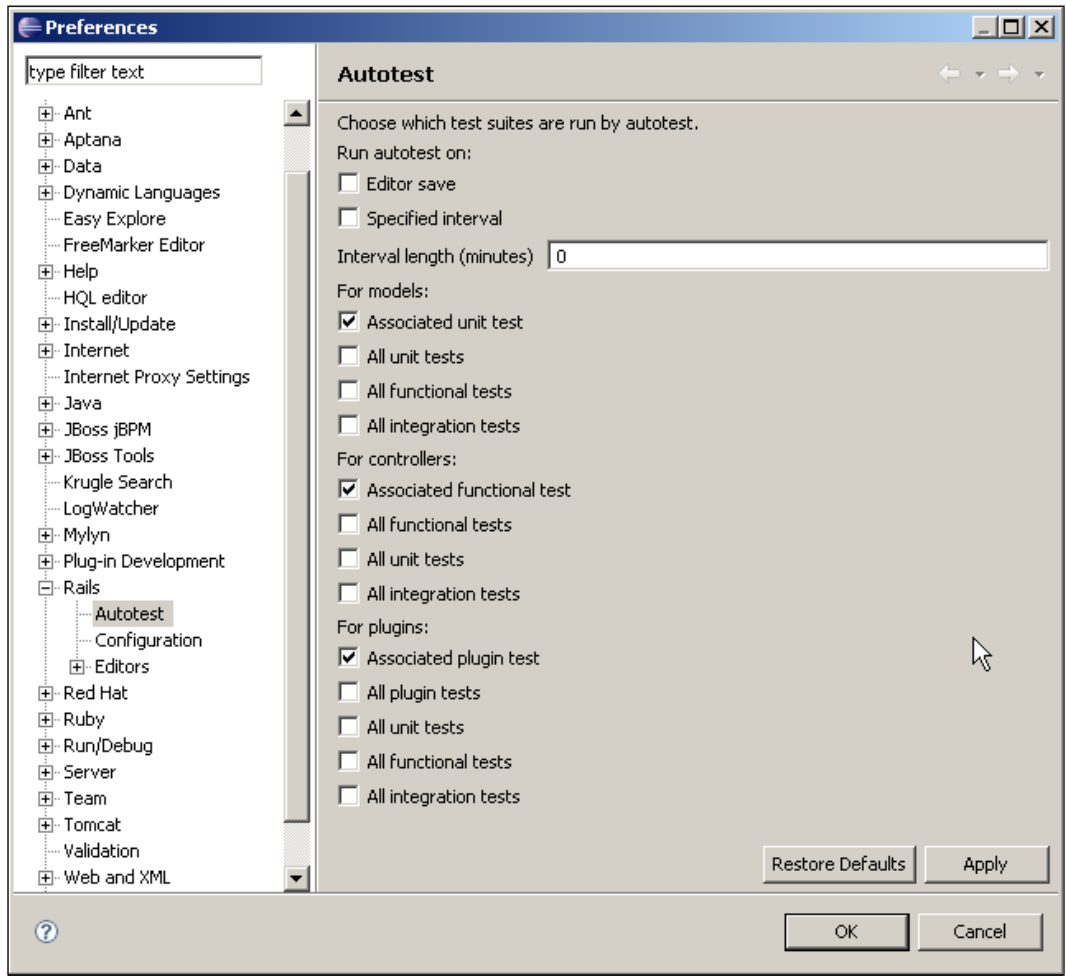 Preferences
type filter text
Ant
Aptana
Data
Dynamic Languages
Easy Explore
FreeMarker Editor
Help
HQL editor
Install/Update
Internet
Internet Proxy Settings
Java
JBoss jBPM
JBoss Tools
Krugle Search
LogWatcher
Mylyn
Plug-in Development
Rails
Autotest
Configuration
Editors
Red Hat
Ruby
Run/Debug
Server
Team
Tomcat
Validation
Web and XML
Autotest
Choose which test suites are run by autotest.
Run autotest on:
Editor save
Specified interval
Interval length (minutes) 0
For models:
Associated unit test
All unit tests
All functional tests
All integration tests
For controllers:
Associated functional test
All functional tests
All unit tests
All integration tests
For plugins:
Associated plugin test
All plugin tests
All unit tests
All functional tests
All integration tests
Restore Defaults Apply
? OK Cancel